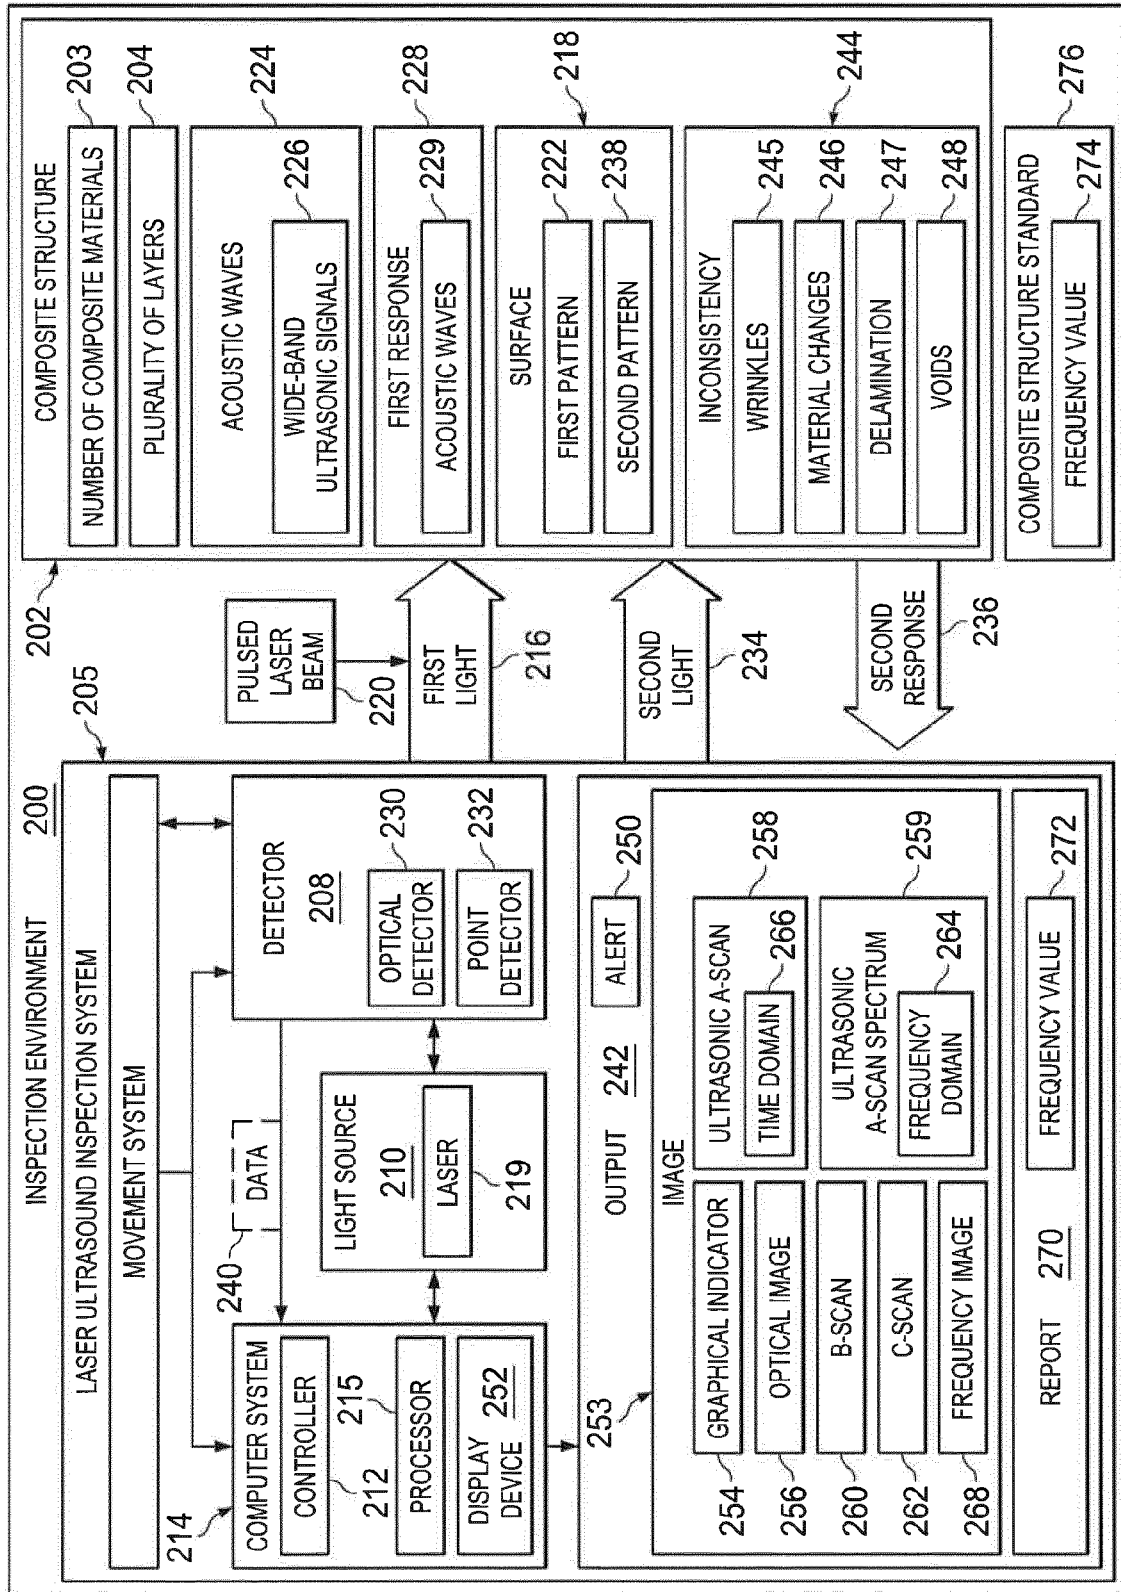 INSPECTION ENVIRONMENT
200
LASER ULTRASOUND INSPECTION SYSTEM
205
MOVEMENT SYSTEM
214
COMPUTER SYSTEM
CONTROLLER
212
215
PROCESSOR
DISPLAY
DEVICE
252
240
DATA
LIGHT SOURCE
210
LASER
219
DETECTOR
208
OPTICAL
DETECTOR
230
POINT
DETECTOR
232
OUTPUT
242
ALERT
250
253
IMAGE
GRAPHICAL INDICATOR
254
OPTICAL IMAGE
256
B-SCAN
260
C-SCAN
262
FREQUENCY IMAGE
268
ULTRASONIC A-SCAN
258
TIME DOMAIN
266
ULTRASONIC
A-SCAN SPECTRUM
259
FREQUENCY
DOMAIN
264
REPORT
270
FREQUENCY VALUE
272
PULSED
LASER
BEAM
220
FIRST
LIGHT
216
SECOND
LIGHT
234
SECOND
RESPONSE
236
202
COMPOSITE STRUCTURE
NUMBER OF COMPOSITE MATERIALS
203
PLURALITY OF LAYERS
204
ACOUSTIC WAVES
224
WIDE-BAND
ULTRASONIC SIGNALS
226
FIRST RESPONSE
228
ACOUSTIC WAVES
229
SURFACE
218
FIRST PATTERN
222
SECOND PATTERN
238
INCONSISTENCY
244
WRINKLES
245
MATERIAL CHANGES
246
DELAMINATION
247
VOIDS
248
COMPOSITE STRUCTURE STANDARD
276
FREQUENCY VALUE
274